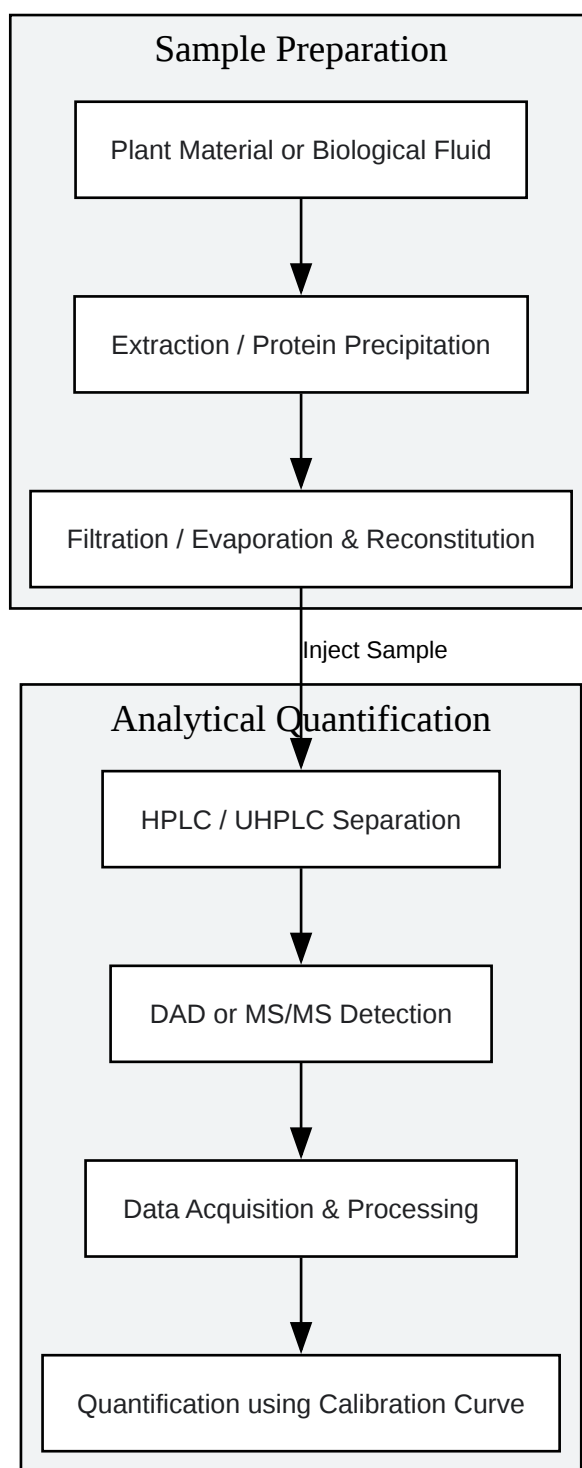 Sample Preparation
Plant Material or Biological Fluid
Extraction / Protein Precipitation
Filtration / Evaporation & Reconstitution
Inject Sample
Analytical Quantification
HPLC / UHPLC Separation
DAD or MS/MS Detection
Data Acquisition & Processing
Quantification using Calibration Curve